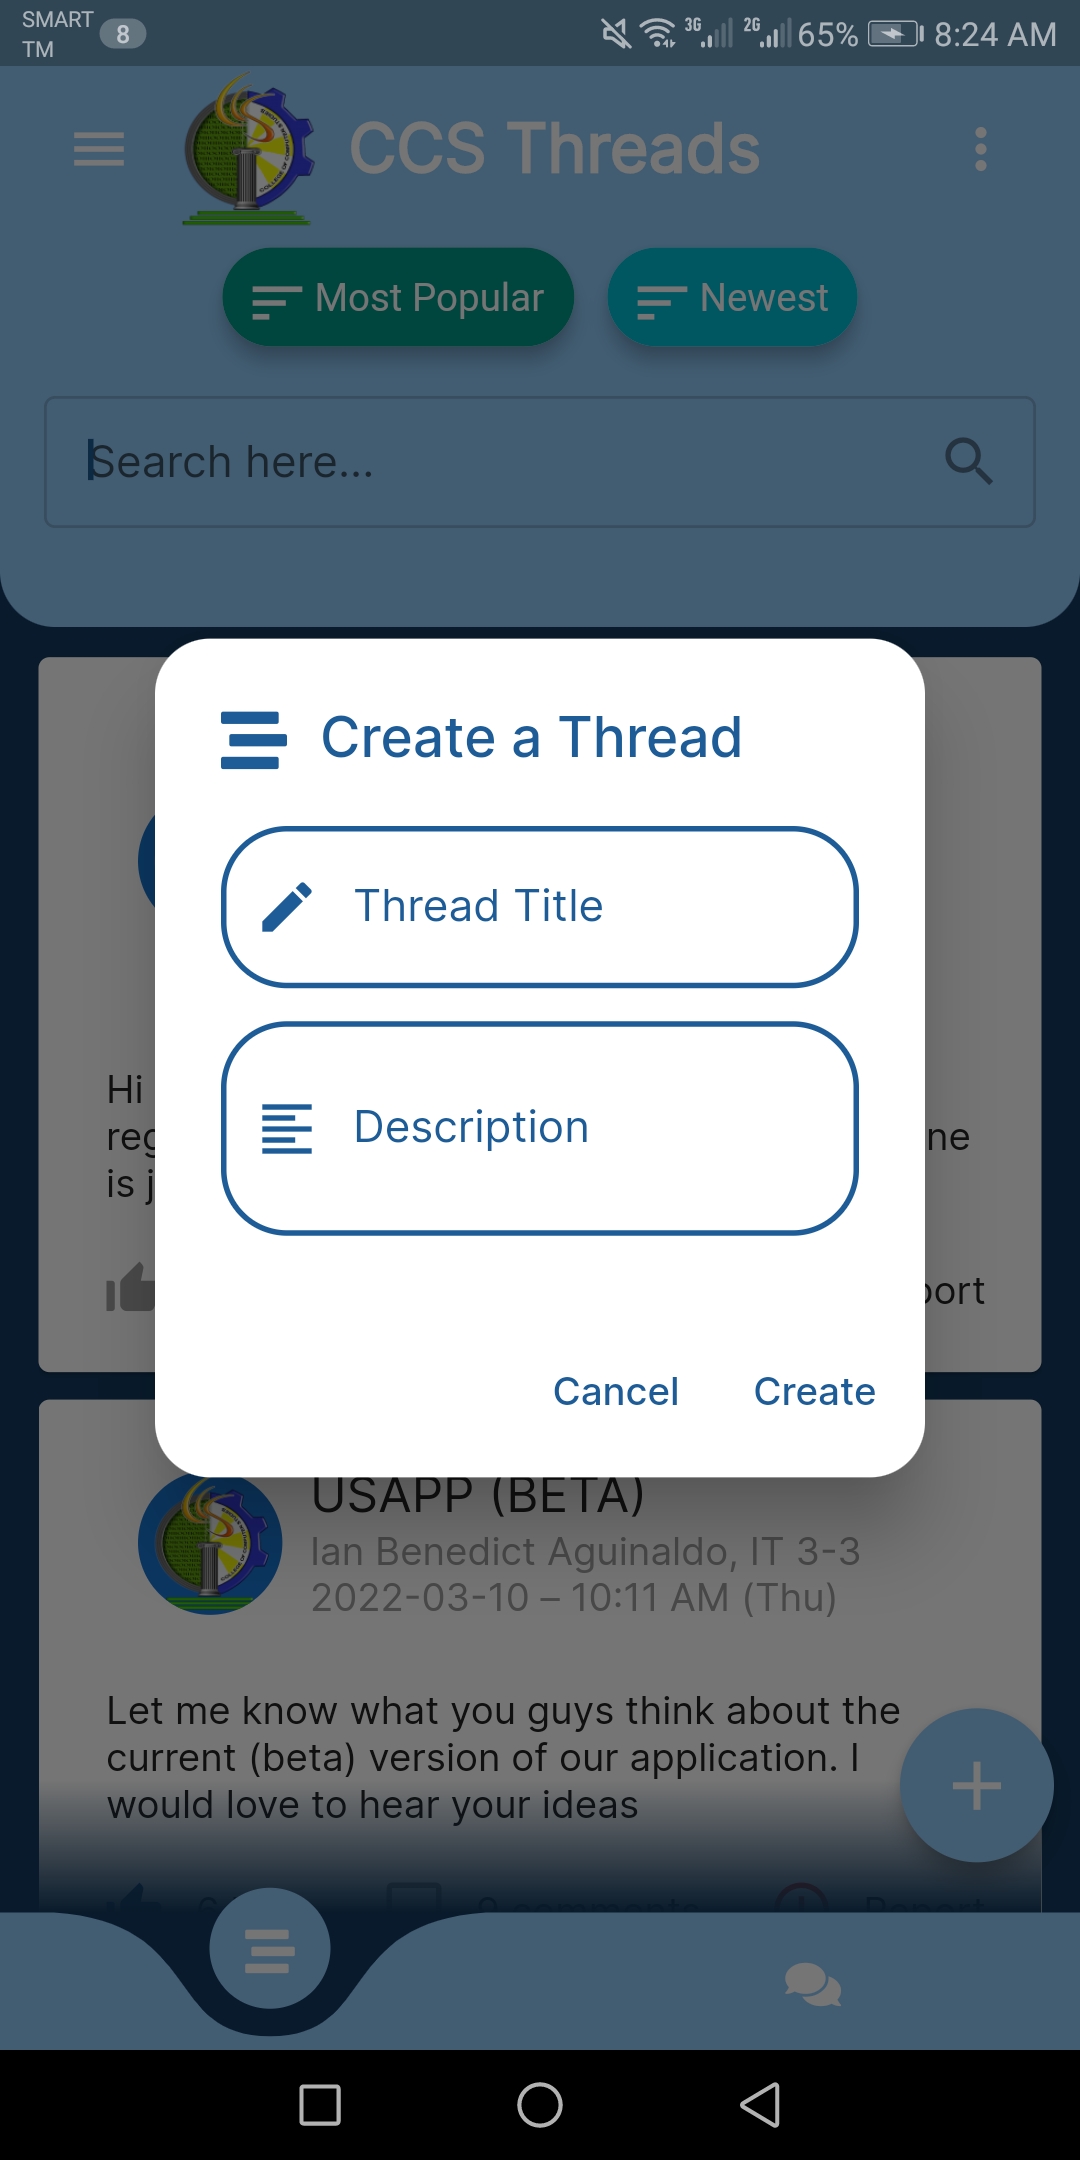 SMART
TM
8
3G
2G
65%
8:24 AM
CCS Threads
Most Popular
Newest
Search here...
Create a Thread
Thread Title
Description
Hi
ne
is j
port
Cancel
Create
USAPP (BETA)
Ian Benedict Aguinaldo, IT 3-3
2022-03-10 – 10:11 AM (Thu)
Let me know what you guys think about the
current (beta) version of our application. I
would love to hear your ideas
comments
Report